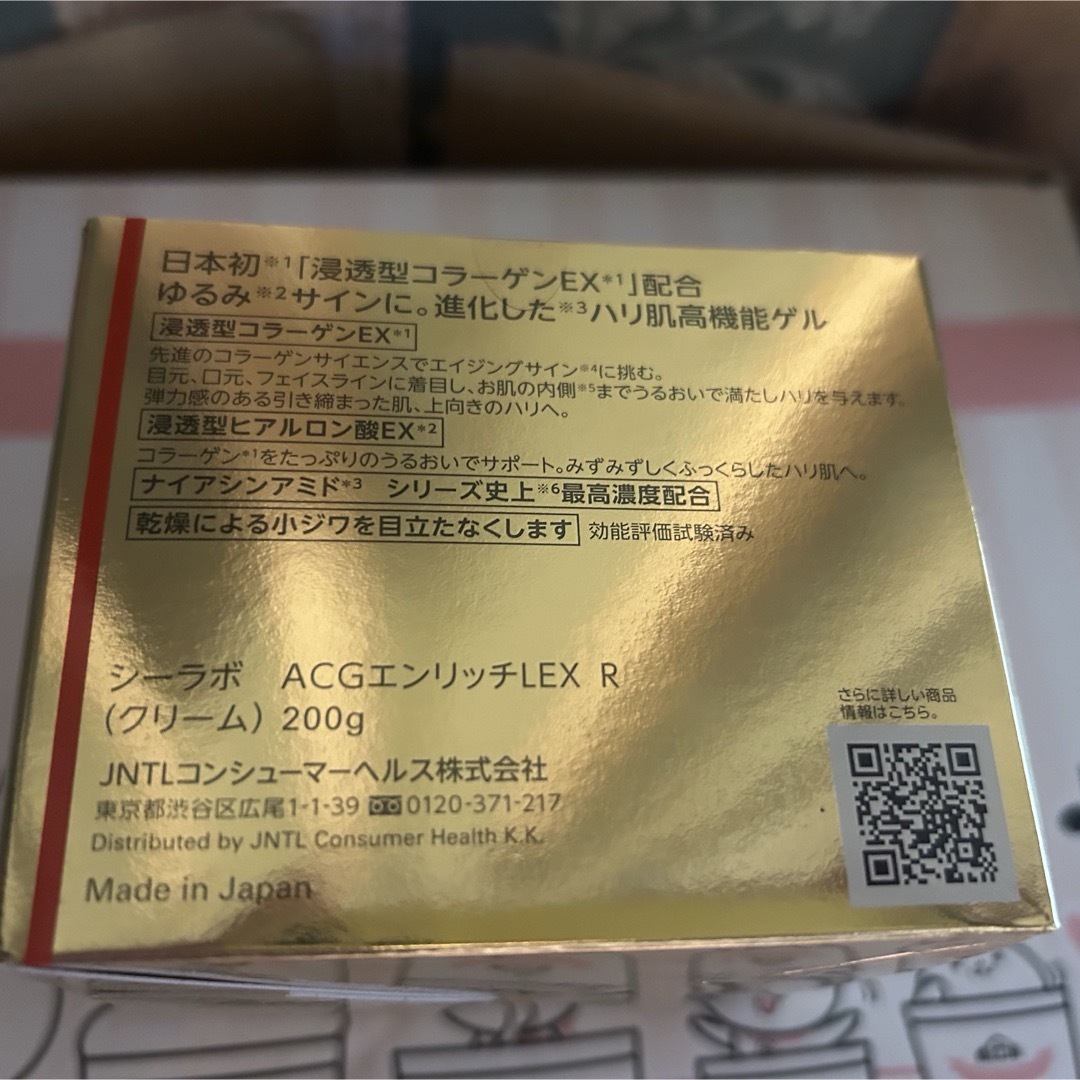 日本初※1「浸透型コラーゲンEX*1」配合
ゆるみ※2サインに。進化した※3ハリ肌高機能ゲル
浸透型コラーゲンEX*1
先進のコラーゲンサイエンスでエイジングサイン※4に挑む。
目元、口元、フェイスラインに着目し、お肌の内側※5までうるおいで満たしハリを与えます。
弾力感のある引き締まった肌、上向きのハリへ。
浸透型ヒアルロン酸EX*2
コラーゲン*1をたっぷりのうるおいでサポート。みずみずしくふっくらしたハリ肌へ。
ナイアシンアミド*3 シリーズ史上※6最高濃度配合
乾燥による小ジワを目立たなくします 効能評価試験済み
シーラボ ACGエンリッチLEX R
(クリーム) 200g
さらに詳しい商品
情報はこちら。
JNTLコンシューマーヘルス株式会社
東京都渋谷区広尾1-1-39 0120-371-217
Distributed by JNTL Consumer Health K.K.
Made in Japan